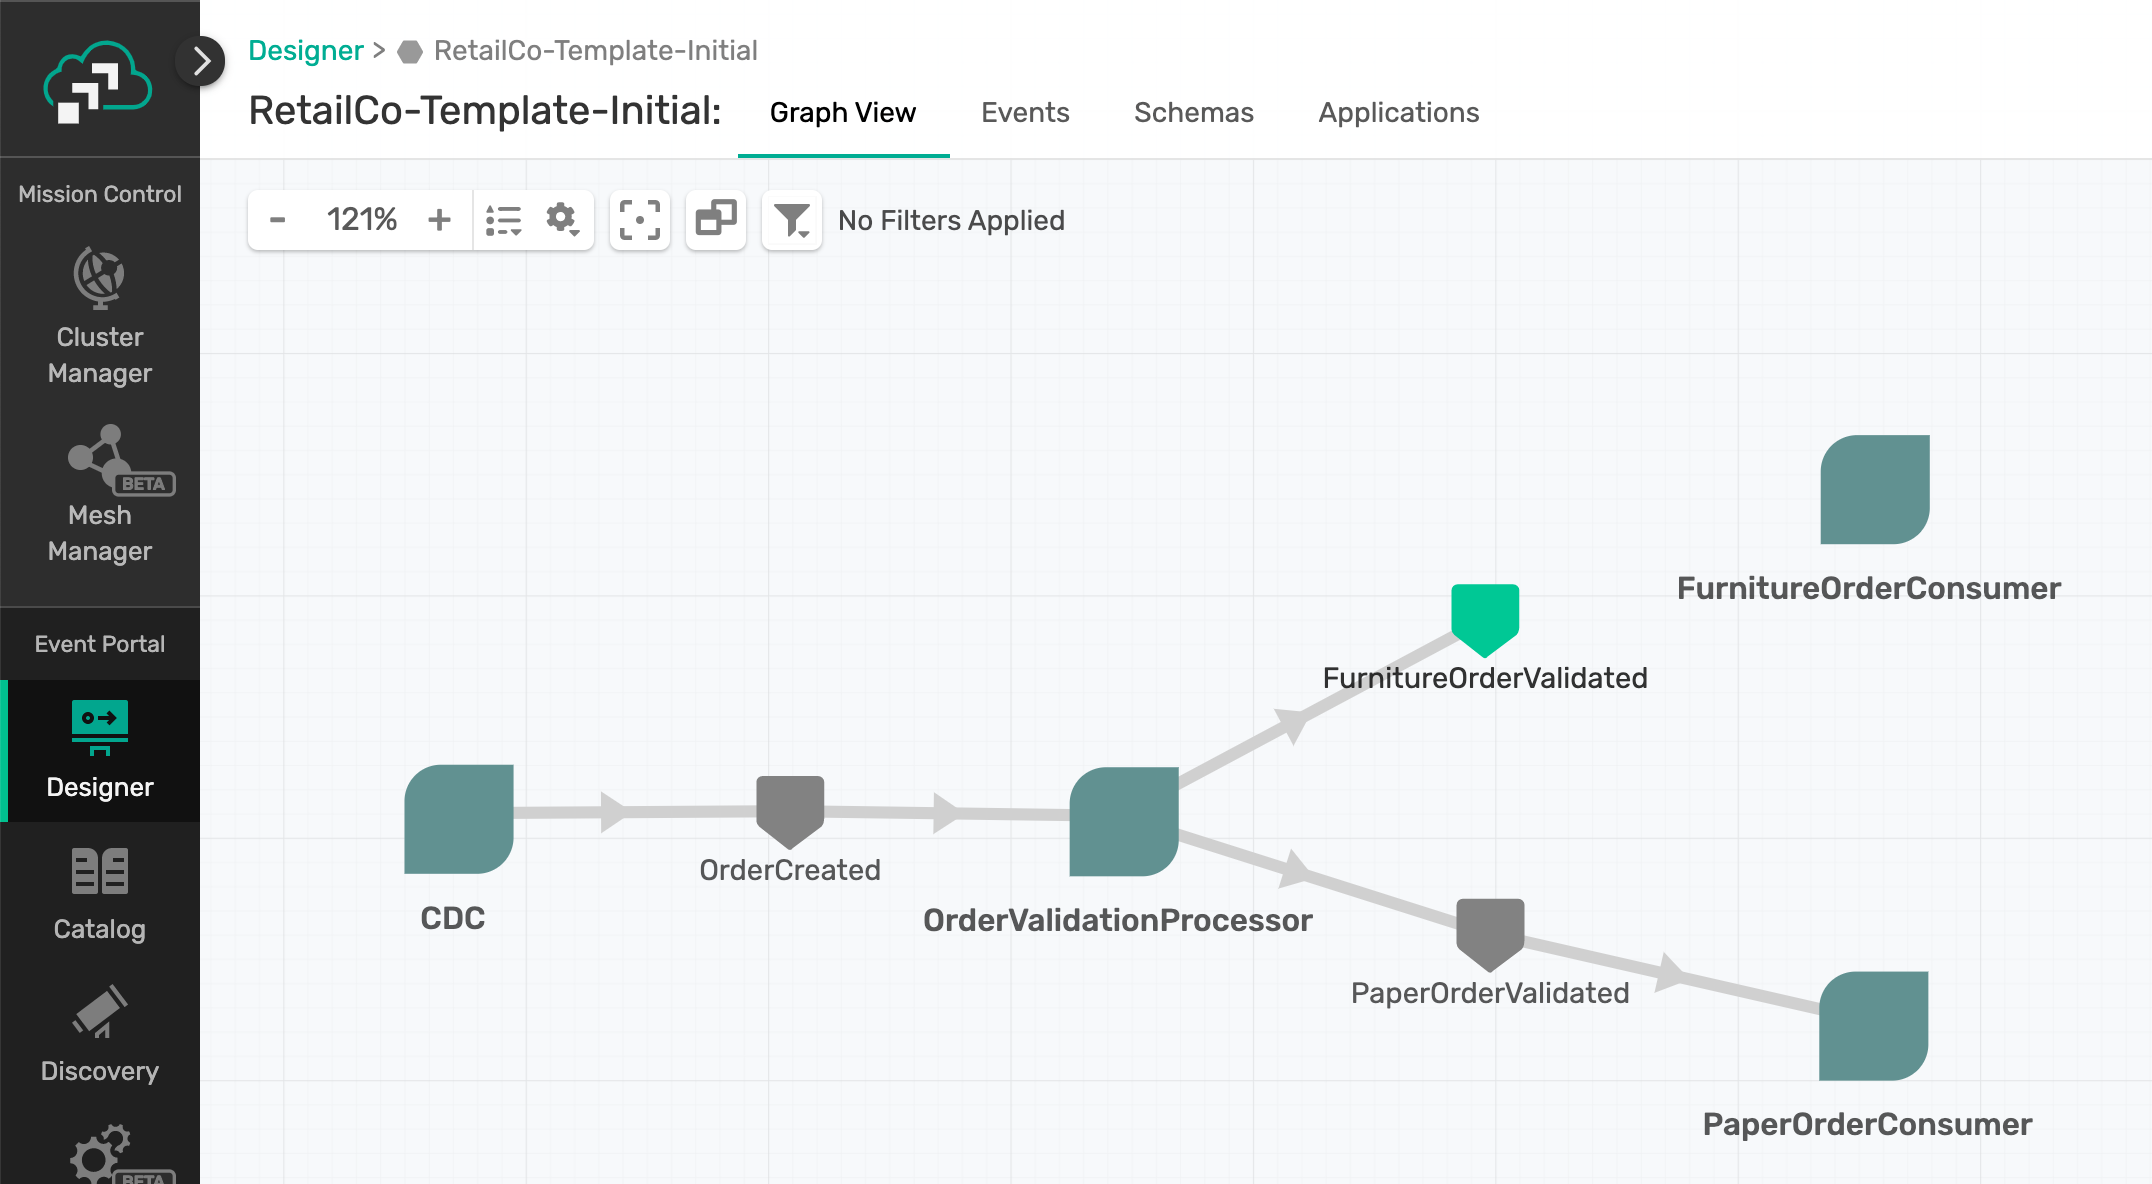 Designer > RetailCo-Template-Initial
RetailCo-Template-Initial:
Graph View
Events
Schemas
Applications
Mission Control
Cluster
Manager
BETA
Mesh
Manager
Event Portal
Designer
Catalog
Discovery
BETA
- 121% +
No Filters Applied
FurnitureOrderConsumer
FurnitureOrderValidated
OrderCreated
CDC
OrderValidationProcessor
PaperOrderValidated
PaperOrderConsumer